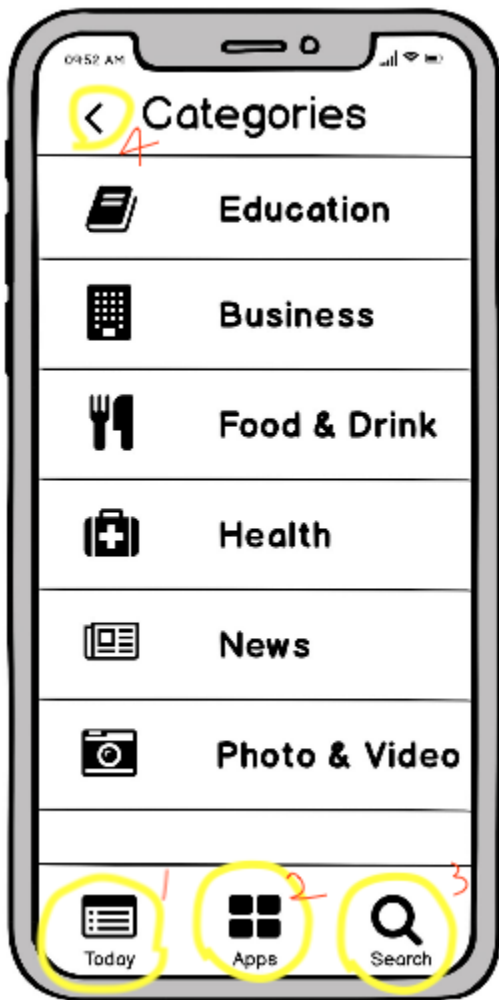 09:52 AM
Categories
4
Education
Business
Food & Drink
Health
News
Photo & Video
1 2 3
Today Apps Search